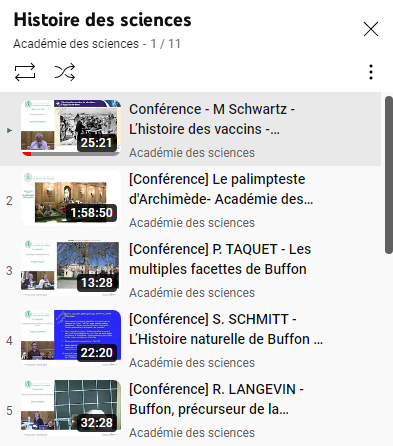 Histoire des sciences
Académie des sciences - 1 / 11
25:21
Conférence - M Schwartz -
L'histoire des vaccins -...
Académie des sciences
2
1:58:50
[Conférence] Le palimpteste
d'Archimède- Académie des...
Académie des sciences
3
13:28
[Conférence] P. TAQUET - Les
multiples facettes de Buffon
Académie des sciences
4
22:20
[Conférence] S. SCHMITT -
L'Histoire naturelle de Buffon ...
Académie des sciences
5
32:28
[Conférence] R. LANGEVIN -
Buffon, précurseur de la...
Académie des sciences